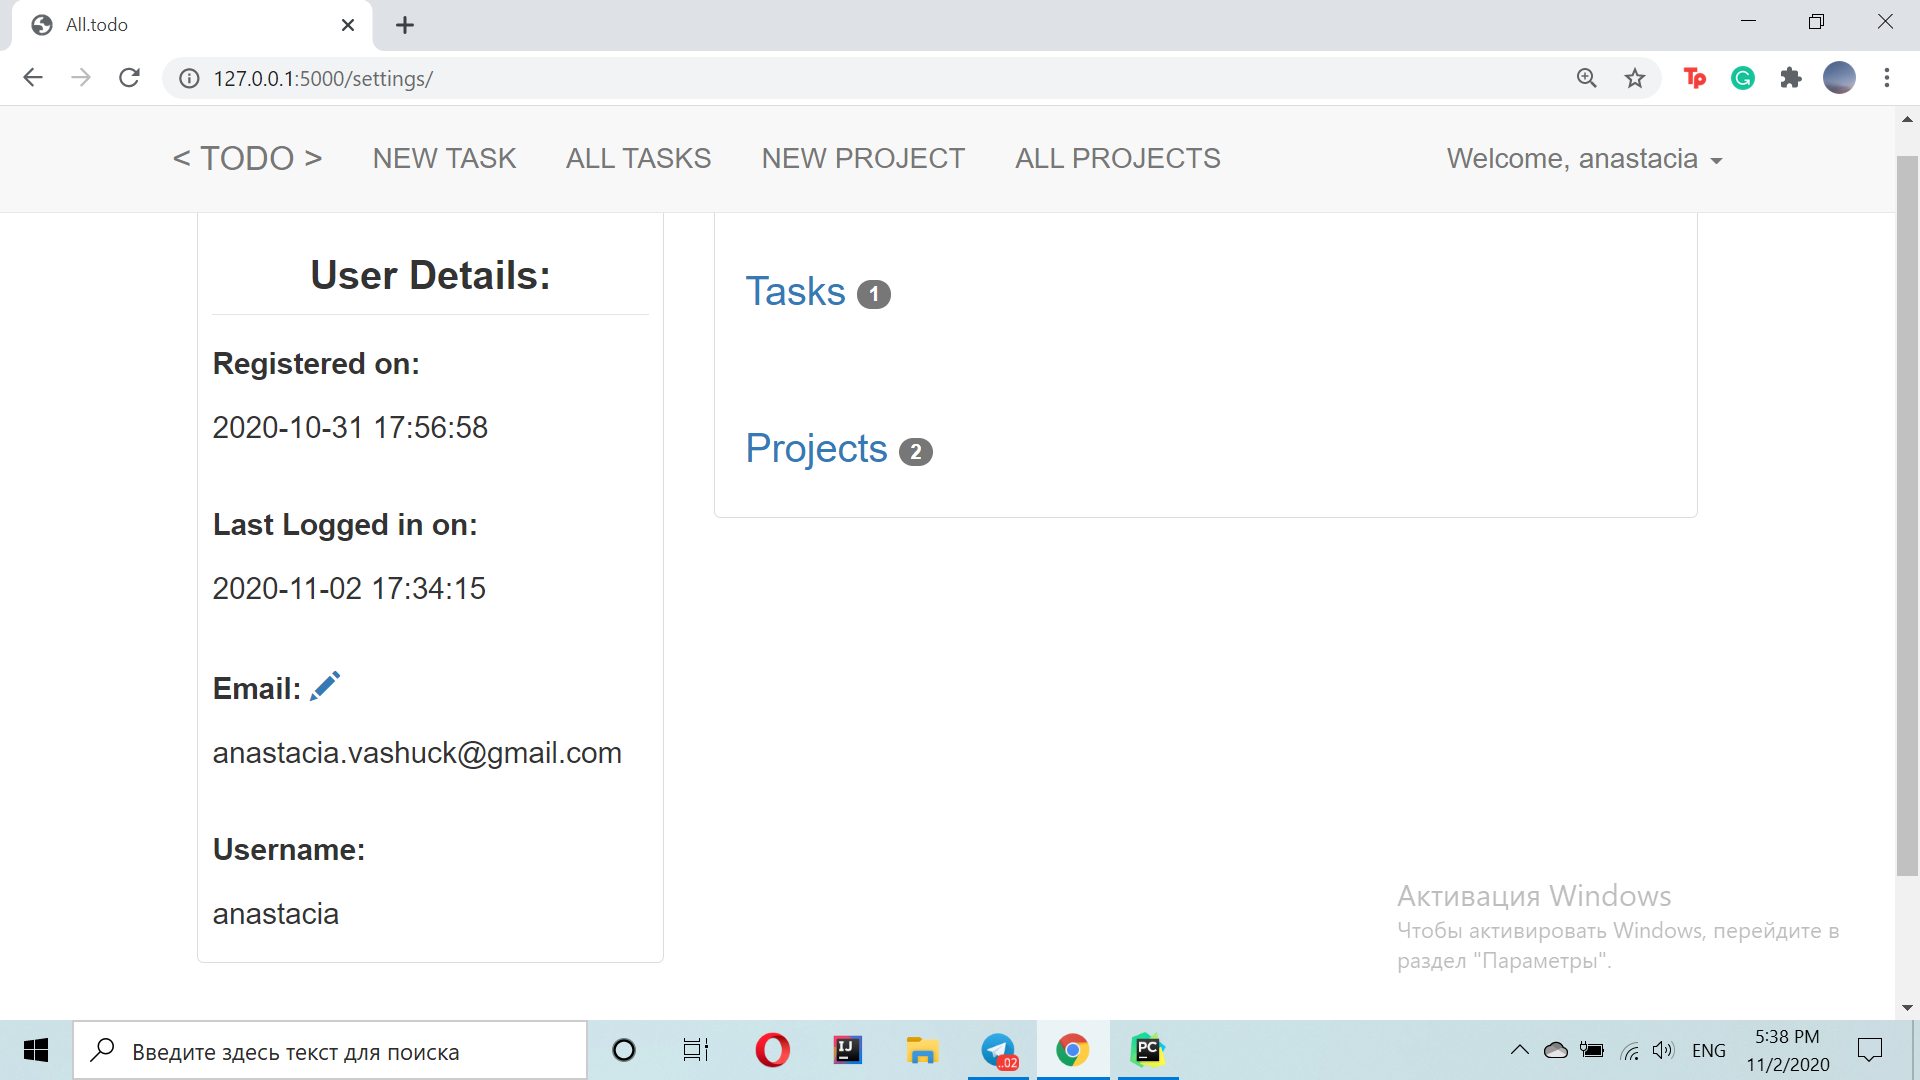 All.todo
127.0.0.1:5000/settings/
< TODO > NEW TASK ALL TASKS NEW PROJECT ALL PROJECTS Welcome, anastacia
User Details:
Registered on:
2020-10-31 17:56:58
Last Logged in on:
2020-11-02 17:34:15
Email:
anastacia.vashuck@gmail.com
Username:
anastacia
Tasks 1
Projects 2
Активация Windows
Чтобы активировать Windows, перейдите в
раздел "Параметры".
Введите здесь текст для поиска
IJ
..02
PC
ENG
5:38 PM
11/2/2020